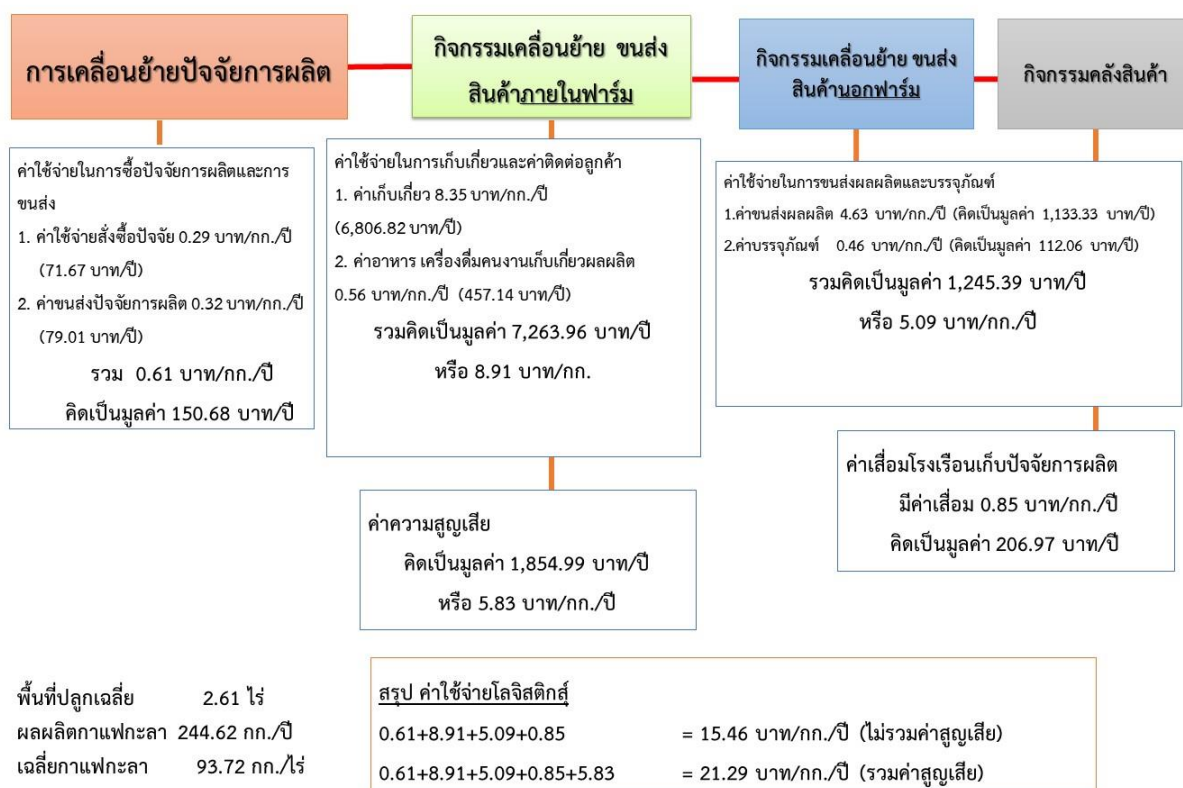 การเคลื่อนย้ายปัจจัยการผลิต
กิจกรรมเคลื่อนย้าย ขนส่ง
สินค้าภายในฟาร์ม
กิจกรรมเคลื่อนย้าย ขนส่ง
สินค้านอกฟาร์ม
กิจกรรมคลังสินค้า
ค่าใช้จ่ายในการซื้อปัจจัยการผลิตและการ
ขนส่ง
1. ค่าใช้จ่ายสั่งซื้อปัจจัย 0.29 บาท/กก./ปี
(71.67 บาท/ปี)
2. ค่าขนส่งปัจจัยการผลิต 0.32 บาท/กก./ปี
(79.01 บาท/ปี)
รวม 0.61 บาท/กก./ปี
คิดเป็นมูลค่า 150.68 บาท/ปี
ค่าใช้จ่ายในการเก็บเกี่ยวและค่าติดต่อลูกค้า
1. ค่าเก็บเกี่ยว 8.35 บาท/กก./ปี
(6,806.82 บาท/ปี)
2. ค่าอาหาร เครื่องดื่มคนงานเก็บเกี่ยวผลผลิต
0.56 บาท/กก./ปี (457.14 บาท/ปี)
รวมคิดเป็นมูลค่า 7,263.96 บาท/ปี
หรือ 8.91 บาท/กก.
ค่าใช้จ่ายในการขนส่งผลผลิตและบรรจุภัณฑ์
1.ค่าขนส่งผลผลิต 4.63 บาท/กก./ปี (คิดเป็นมูลค่า 1,133.33 บาท/ปี)
2.ค่าบรรจุภัณฑ์ 0.46 บาท/กก./ปี (คิดเป็นมูลค่า 112.06 บาท/ปี)
รวมคิดเป็นมูลค่า 1,245.39 บาท/ปี
หรือ 5.09 บาท/กก./ปี
ค่าเสื่อมโรงเรือนเก็บปัจจัยการผลิต
มีค่าเสื่อม 0.85 บาท/กก./ปี
คิดเป็นมูลค่า 206.97 บาท/ปี
ค่าความสูญเสีย
คิดเป็นมูลค่า 1,854.99 บาท/ปี
หรือ 5.83 บาท/กก./ปี
พื้นที่ปลูกเฉลี่ย 2.61 ไร่
ผลผลิตกาแฟกะลา 244.62 กก./ปี
เฉลี่ยกาแฟกะลา 93.72 กก./ไร่
สรุป ค่าใช้จ่ายโลจิสติกส์
0.61+8.91+5.09+0.85 = 15.46 บาท/กก./ปี (ไม่รวมค่าสูญเสีย)
0.61+8.91+5.09+0.85+5.83 = 21.29 บาท/กก./ปี (รวมค่าสูญเสีย)